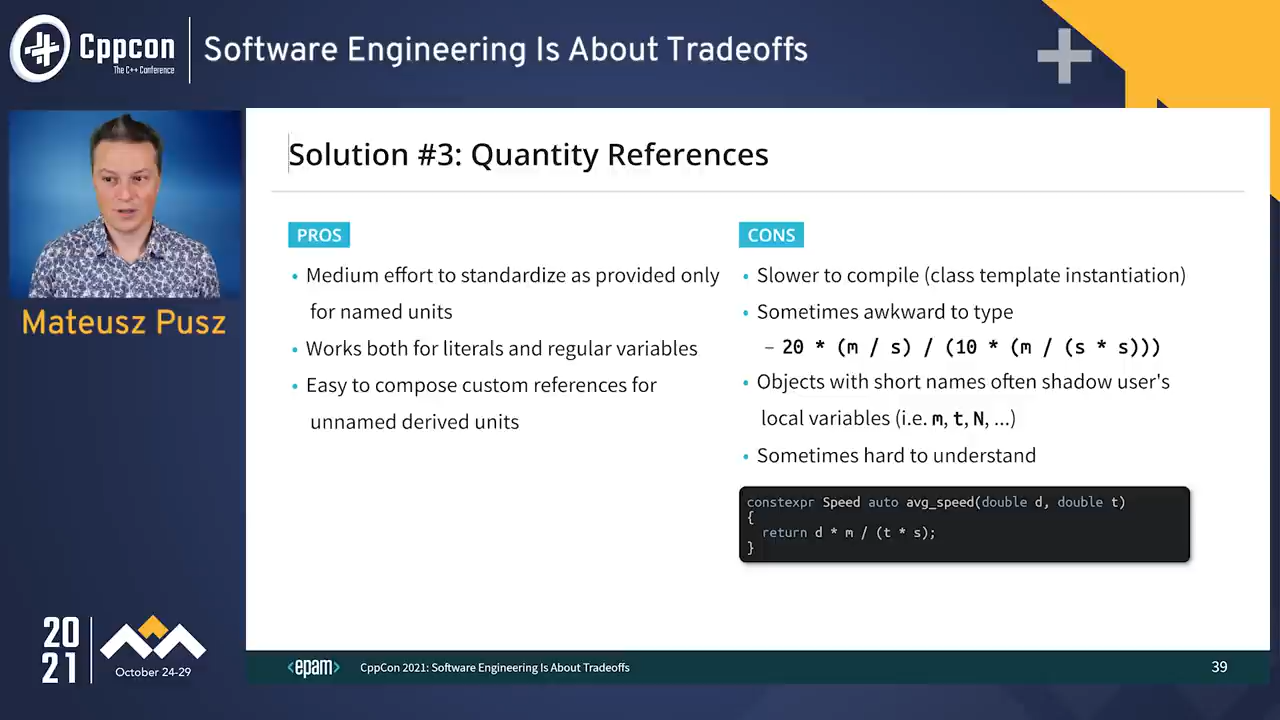 Cppcon
The C++ Conference
Software Engineering Is About Tradeoffs
Mateusz Pusz
20
21
October 24-29
Solution #3: Quantity References
PROS
• Medium effort to standardize as provided only
for named units
• Works both for literals and regular variables
• Easy to compose custom references for
unnamed derived units
CONS
• Slower to compile (class template instantiation)
• Sometimes awkward to type
– 20 * (m / s) / (10 * (m / (s * s)))
• Objects with short names often shadow user's
local variables (i.e. m, t, N, ...)
• Sometimes hard to understand
constexpr Speed auto avg_speed(double d, double t)
{
return d * m / (t * s);
}
<epam>
CppCon 2021: Software Engineering Is About Tradeoffs
39